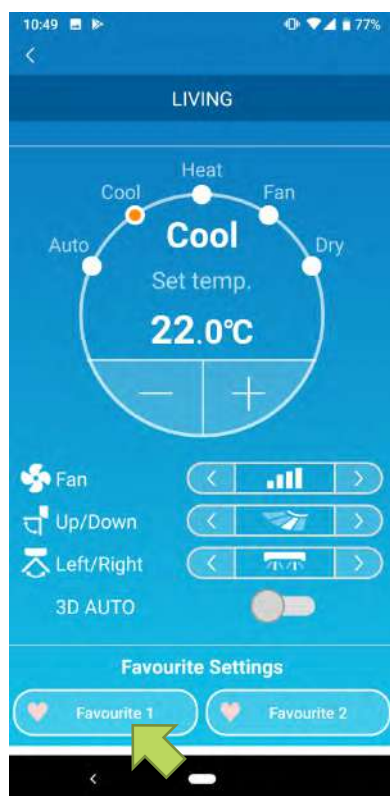 10:49 77%
LIVING
Heat
Cool Fan
Auto Cool Dry
Set temp.
22.0°C
Fan
Up/Down
Left/Right
3D AUTO
Favourite Settings
Favourite 1 Favourite 2